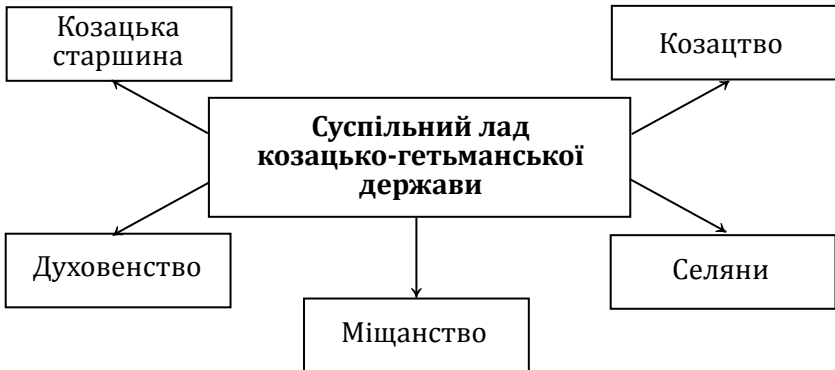 Козацька
старшина
Козацтво
Суспільний лад
козацько-гетьманської
держави
Духовенство
Селяни
Міщанство